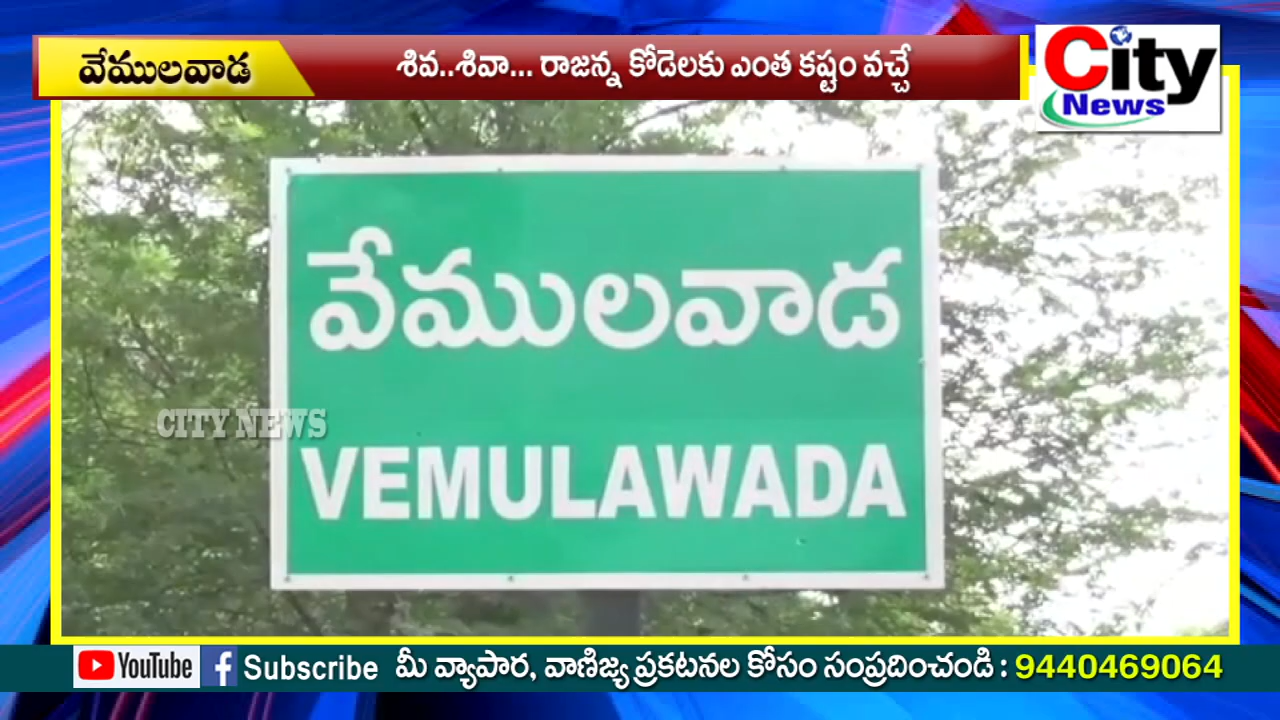 వేములవాడ
శివ..శివా... రాజన్న కోడెలకు ఎంత కష్టం వచ్చే
City
News
వేములవాడ
CITY NEWS
VEMULAWADA
YouTube f Subscribe మీ వ్యాపార, వాణిజ్య ప్రకటనల కోసం సంప్రదించండి : 9440469064